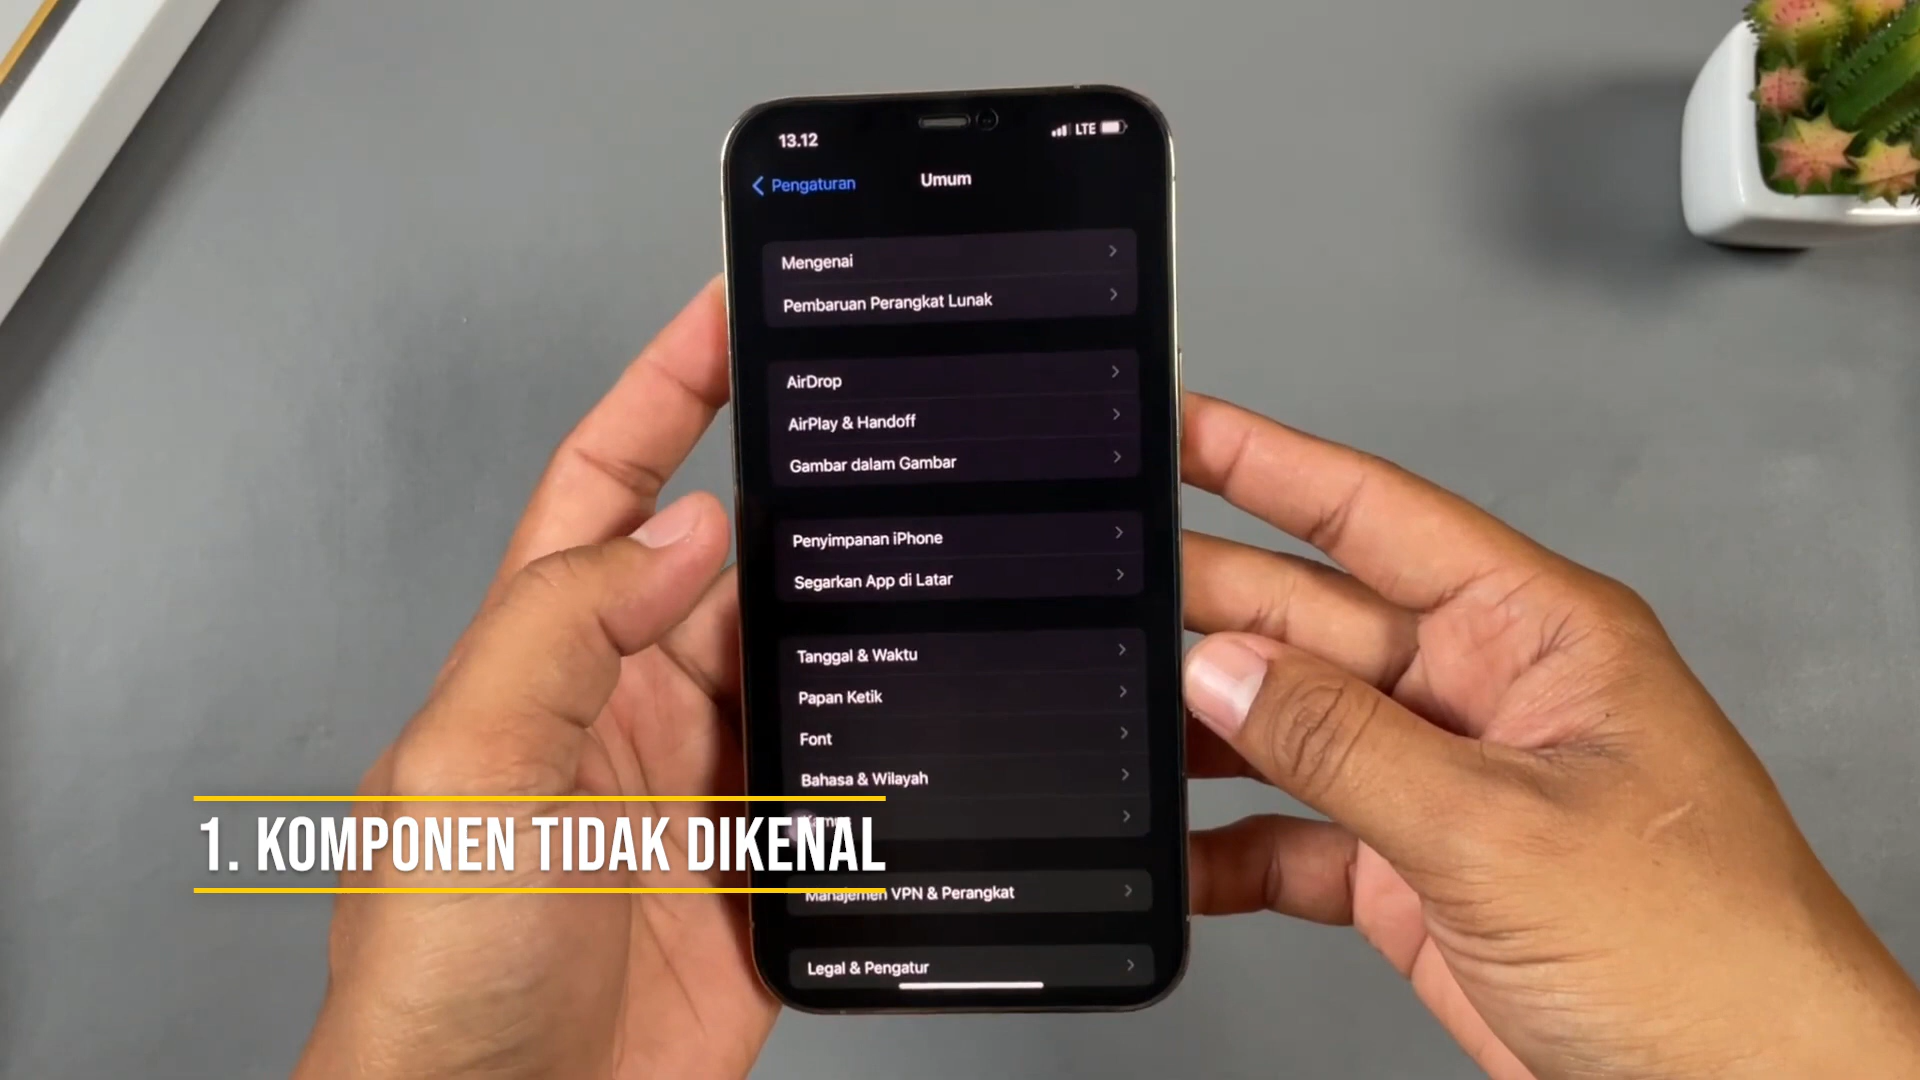 13.12
LTE
Pengaturan
Umum
Mengenai
Pembaruan Perangkat Lunak
AirDrop
AirPlay & Handoff
Gambar dalam Gambar
Penyimpanan iPhone
Segarkan App di Latar
Tanggal & Waktu
Papan Ketik
Font
Bahasa & Wilayah
1. KOMPONEN TIDAK DIKENAL
Manajemen VPN & Perangkat
Legal & Pengatur